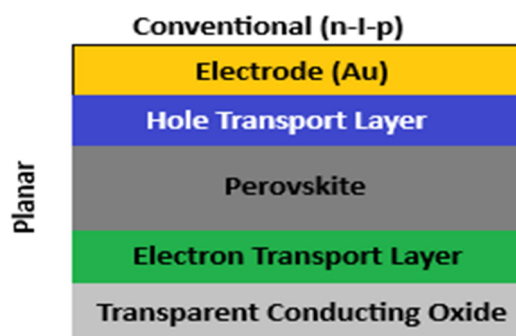 Conventional (n-I-p)
Electrode (Au)
Hole Transport Layer
Planar
Perovskite
Electron Transport Layer
Transparent Conducting Oxide